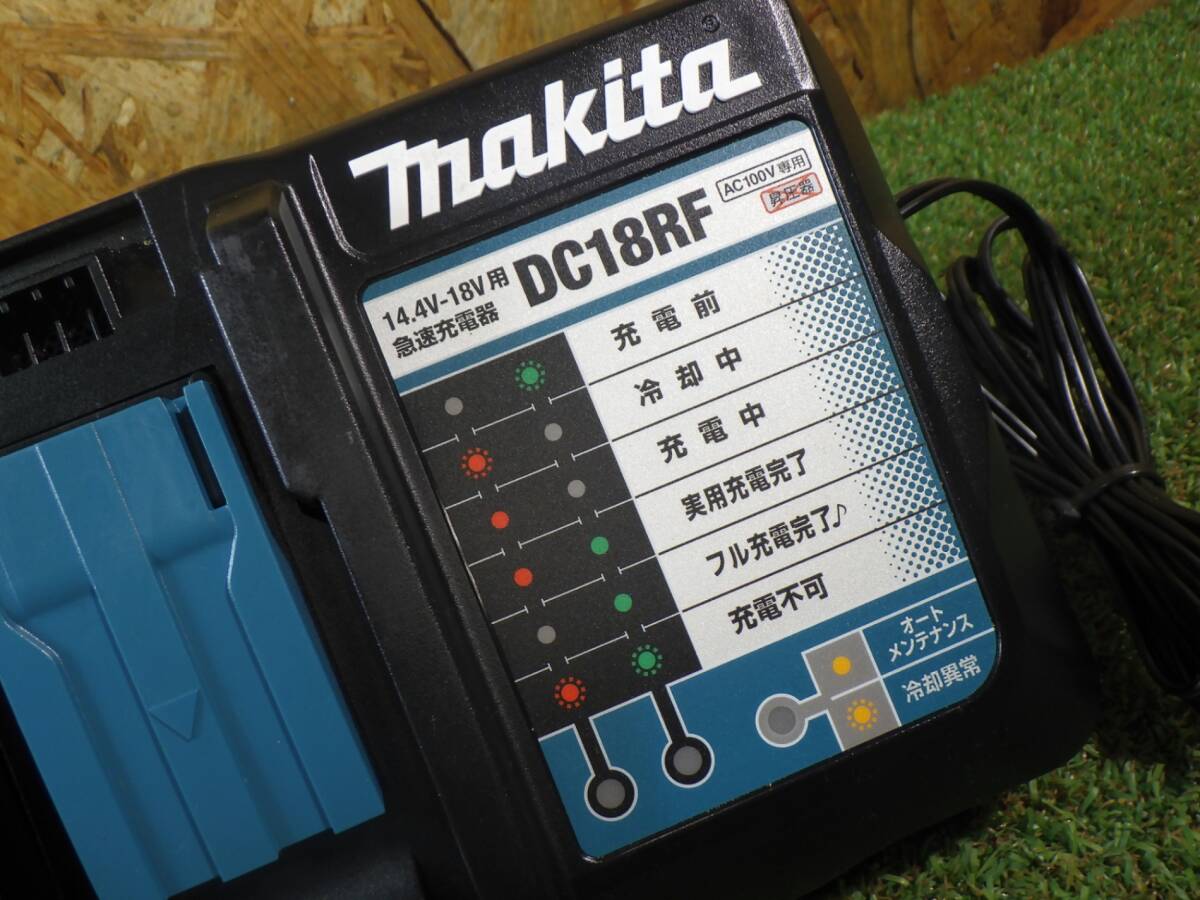 makita
®
14.4V-18V用
急速充電器
DC18RF
AC100V専用
昇圧器
充電前
冷却中
充電中
実用充電完了
フル充電完了♪
充電不可
オート
メンテナンス
冷却異常